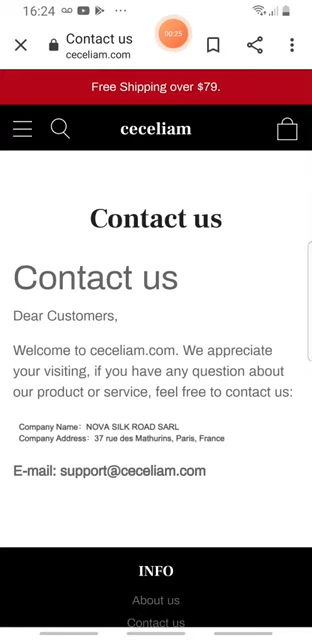 16:24
Contact us
ceceliam.com
00:25
Free Shipping over $79.
ceceliam
Contact us
Contact us
Dear Customers,
Welcome to ceceliam.com. We appreciate
your visiting, if you have any question about
our product or service, feel free to contact us:
Company Name: NOVA SILK ROAD SARL
Company Address: 37 rue des Mathurins, Paris, France
E-mail: support@ceceliam.com
INFO
About us
Contact us